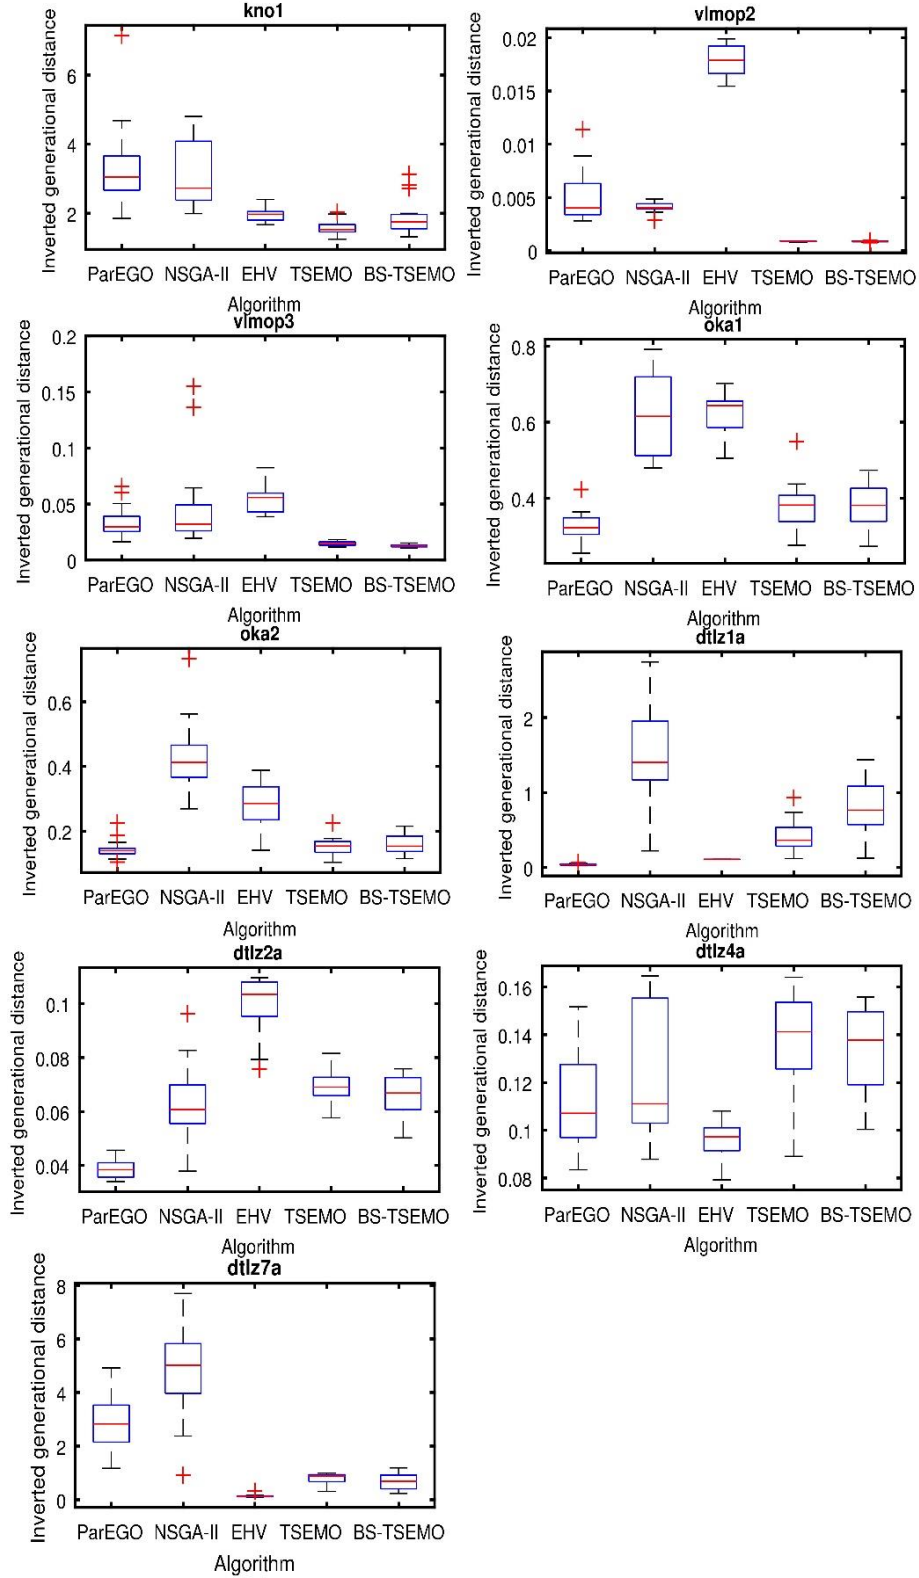 kno1
Inverted generational distance
6
4
2
ParEGO NSGA-II EHV TSEMO BS-TSEMO
Algorithm
vlmop2
Inverted generational distance
0.02
0.015
0.01
0.005
0
ParEGO NSGA-II EHV TSEMO BS-TSEMO
Algorithm
vlmop3
Inverted generational distance
0.2
0.15
0.1
0.05
0
ParEGO NSGA-II EHV TSEMO BS-TSEMO
Algorithm
oka1
Inverted generational distance
0.8
0.6
0.4
ParEGO NSGA-II EHV TSEMO BS-TSEMO
Algorithm
oka2
Inverted generational distance
0.6
0.4
0.2
ParEGO NSGA-II EHV TSEMO BS-TSEMO
Algorithm
dtlz1a
Inverted generational distance
2
1
0
ParEGO NSGA-II EHV TSEMO BS-TSEMO
Algorithm
dtlz2a
Inverted generational distance
0.1
0.08
0.06
0.04
ParEGO NSGA-II EHV TSEMO BS-TSEMO
Algorithm
dtlz4a
Inverted generational distance
0.16
0.14
0.12
0.1
0.08
ParEGO NSGA-II EHV TSEMO BS-TSEMO
Algorithm
dtlz7a
Inverted generational distance
8
6
4
2
0
ParEGO NSGA-II EHV TSEMO BS-TSEMO
Algorithm